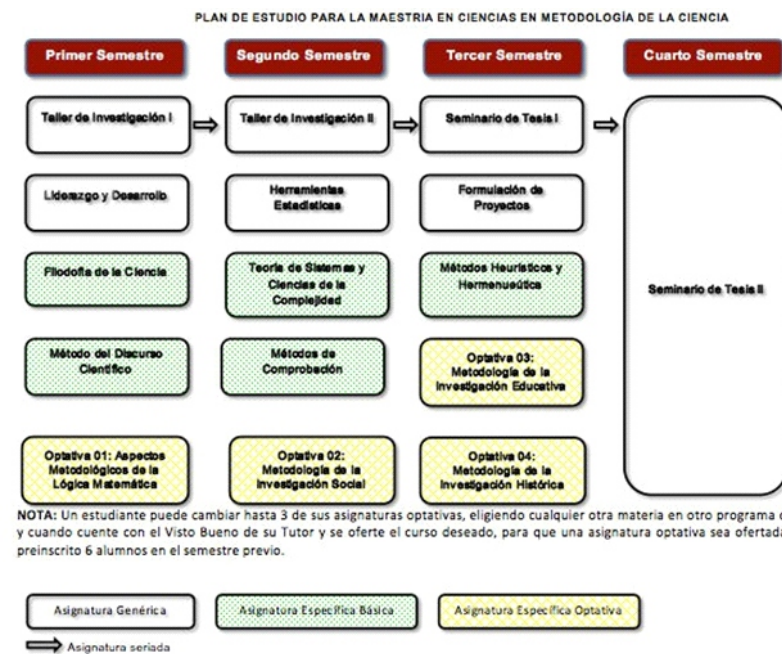 PLAN DE ESTUDIO PARA LA MAESTRIA EN CIENCIAS EN METODOLOGÍA DE LA CIENCIA
Primer Semestre
Segundo Semestre
Tercer Semestre
Cuarto Semestre
Taller de Investigación I
Taller de Investigación II
Seminario de Tesis I
Liderazgo y Desarrollo
Herramientas
Estadísticas
Formulación de
Proyectos
Filodofía de la Ciencia
Teoría de Sistemas y
Ciencias de la
Complejidad
Métodos Heurísticos y
Hermenueútica
Seminario de Tesis II
Método del Discurso
Científico
Métodos de
Comprobación
Optativa 03:
Metodología de la
Investigación Educativa
Optativa 01: Aspectos
Metodológicos de la
Lógica Matemática
Optativa 02:
Metodología de la
Investigación Social
Optativa 04:
Metodología de la
Investigación Histórica
NOTA: Un estudiante puede cambiar hasta 3 de sus asignaturas optativas, eligiendo cualquier otra materia en otro programa
y cuando cuente con el Visto Bueno de su Tutor y se oferte el curso deseado, para que una asignatura optativa sea ofertada
preinscrito 6 alumnos en el semestre previo.
Asignatura Genérica
Asignatura Específica Básica
Asignatura Específica Optativa
Asignatura seriada